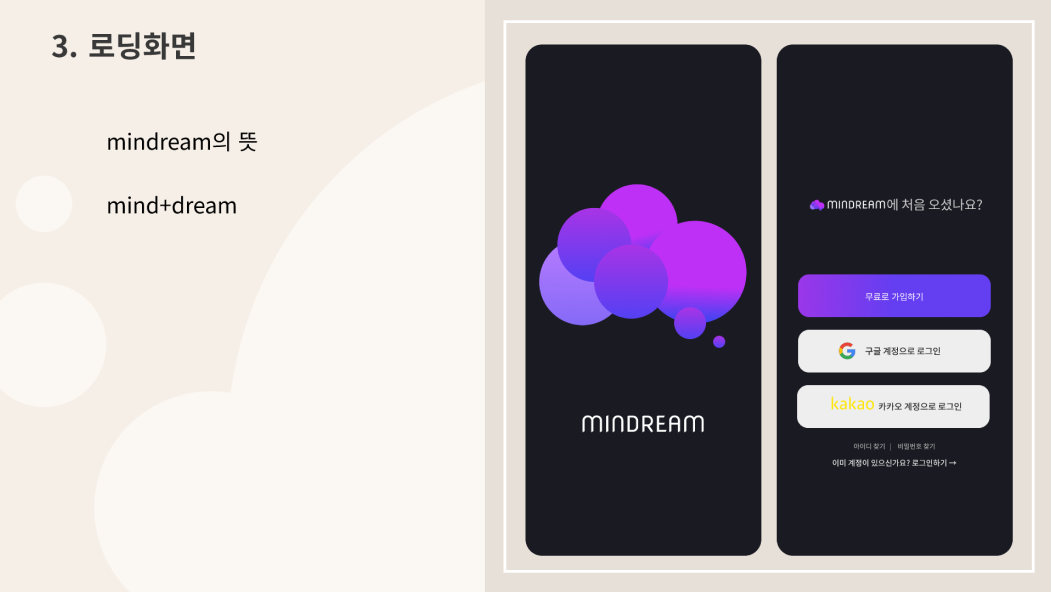 3. 로딩화면
mindream의 뜻
mind+dream
MINDREAM
MINDREAM에 처음 오셨나요?
무료로 가입하기
구글 계정으로 로그인
kakao 카카오 계정으로 로그인
아이디 찾기 | 비밀번호 찾기
이미 계정이 있으신가요? 로그인하기 →